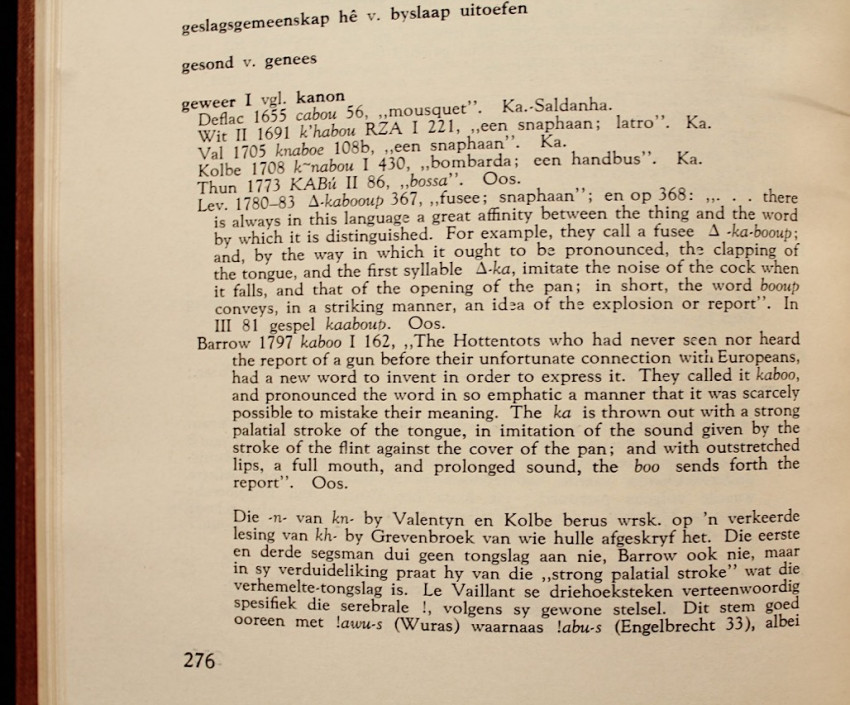 geslagsgemeenskap hê v. byslaap uitoefen
gesond v. genees
geweer I vgl. kanon
Deflac 1655 cabou 56, ,,mousquet”. Ka.-Saldanha.
Wit II 1691 k'habou RZA I 221, ,,een snaphaan; latro”. Ka.
Val 1705 knaboe 108b, ,,een snaphaan”. Ka.
Kolbe 1708 k~nabou I 430, ,,bombarda; een handbus”. Ka.
Thun 1773 KABú II 86, ,,bossa”. Oos.
Lev. 1780–83 Δ-kabooup 367, ,,fusee; snaphaan”; en op 368: ,,. . . there
is always in this language a great affinity between the thing and the word
by which it is distinguished. For example, they call a fusee Δ -ka-booup;
and, by the way in which it ought to be pronounced, the clapping of
the tongue, and the first syllable Δ-ka, imitate the noise of the cock when
it falls, and that of the opening of the pan; in short, the word booup
conveys, in a striking manner, an idea of the explosion or report”. In
III 81 gespel kaaboup. Oos.
Barrow 1797 kaboo I 162, ,,The Hottentots who had never seen nor heard
the report of a gun before their unfortunate connection with Europeans,
had a new word to invent in order to express it. They called it kaboo,
and pronounced the word in so emphatic a manner that it was scarcely
possible to mistake their meaning. The ka is thrown out with a strong
palatial stroke of the tongue, in imitation of the sound given by the
stroke of the flint against the cover of the pan; and with outstretched
lips, a full mouth, and prolonged sound, the boo sends forth the
report”. Oos.
Die -n- van kn- by Valentyn en Kolbe berus wrsk. op 'n verkeerde
lesing van kh- by Grevenbroek van wie hulle afgeskryf het. Die eerste
en derde segsman dui geen tongslag aan nie, Barrow ook nie, maar
in sy verduideliking praat hy van die ,,strong palatial stroke” wat die
verhemelte-tongslag is. Le Vaillant se driehoeksteken verteenwoordig
spesifiek die serebrale !, volgens sy gewone stelsel. Dit stem goed
ooreen met !awu-s (Wuras) waarnaas !abu-s (Engelbrecht 33), albei
276